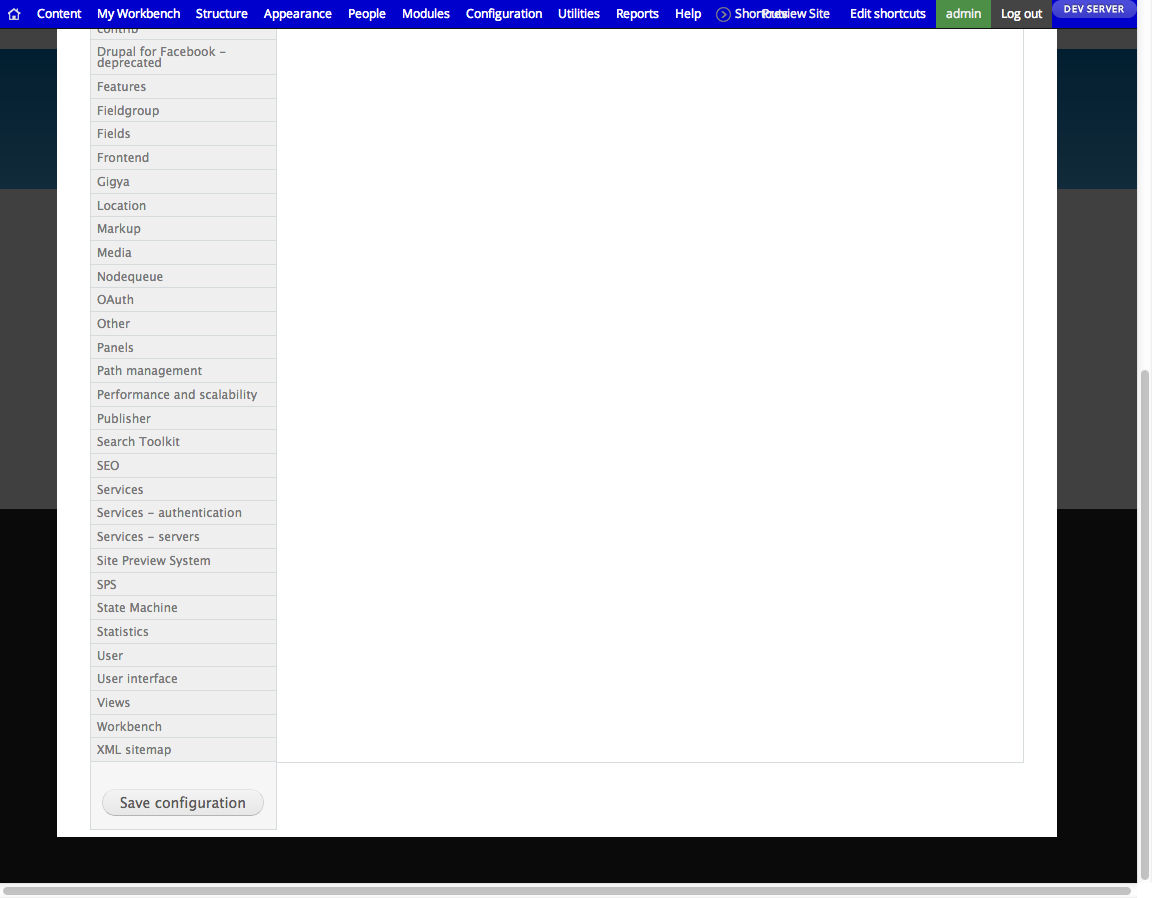 Content My Workbench Structure Appearance People Modules Configuration Utilities Reports Help Shortcuts Preview Site Edit shortcuts admin Log out DEV SERVER
contrib
Drupal for Facebook –
deprecated
Features
Fieldgroup
Fields
Frontend
Gigya
Location
Markup
Media
Nodequeue
OAuth
Other
Panels
Path management
Performance and scalability
Publisher
Search Toolkit
SEO
Services
Services – authentication
Services – servers
Site Preview System
SPS
State Machine
Statistics
User
User interface
Views
Workbench
XML sitemap
Save configuration